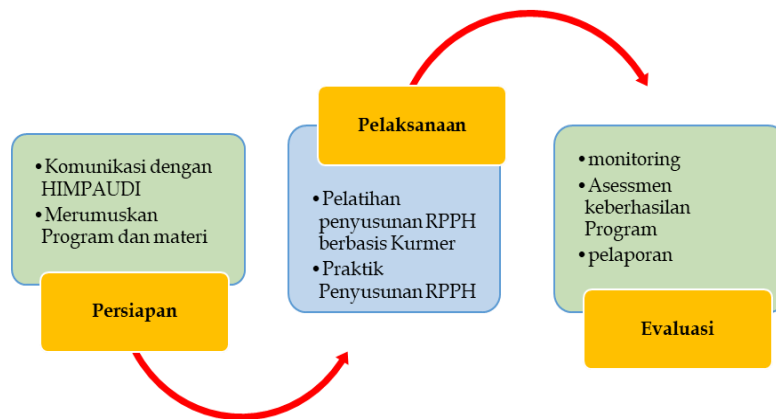 • Komunikasi dengan
HIMPAUDI
• Merumuskan
Program dan materi
Persiapan
Pelaksanaan
• Pelatihan
penyusunan RPPH
berbasis Kurmer
• Praktik
Penyusunan RPPH
• monitoring
• Asessmen
keberhasilan
Program
• pelaporan
Evaluasi